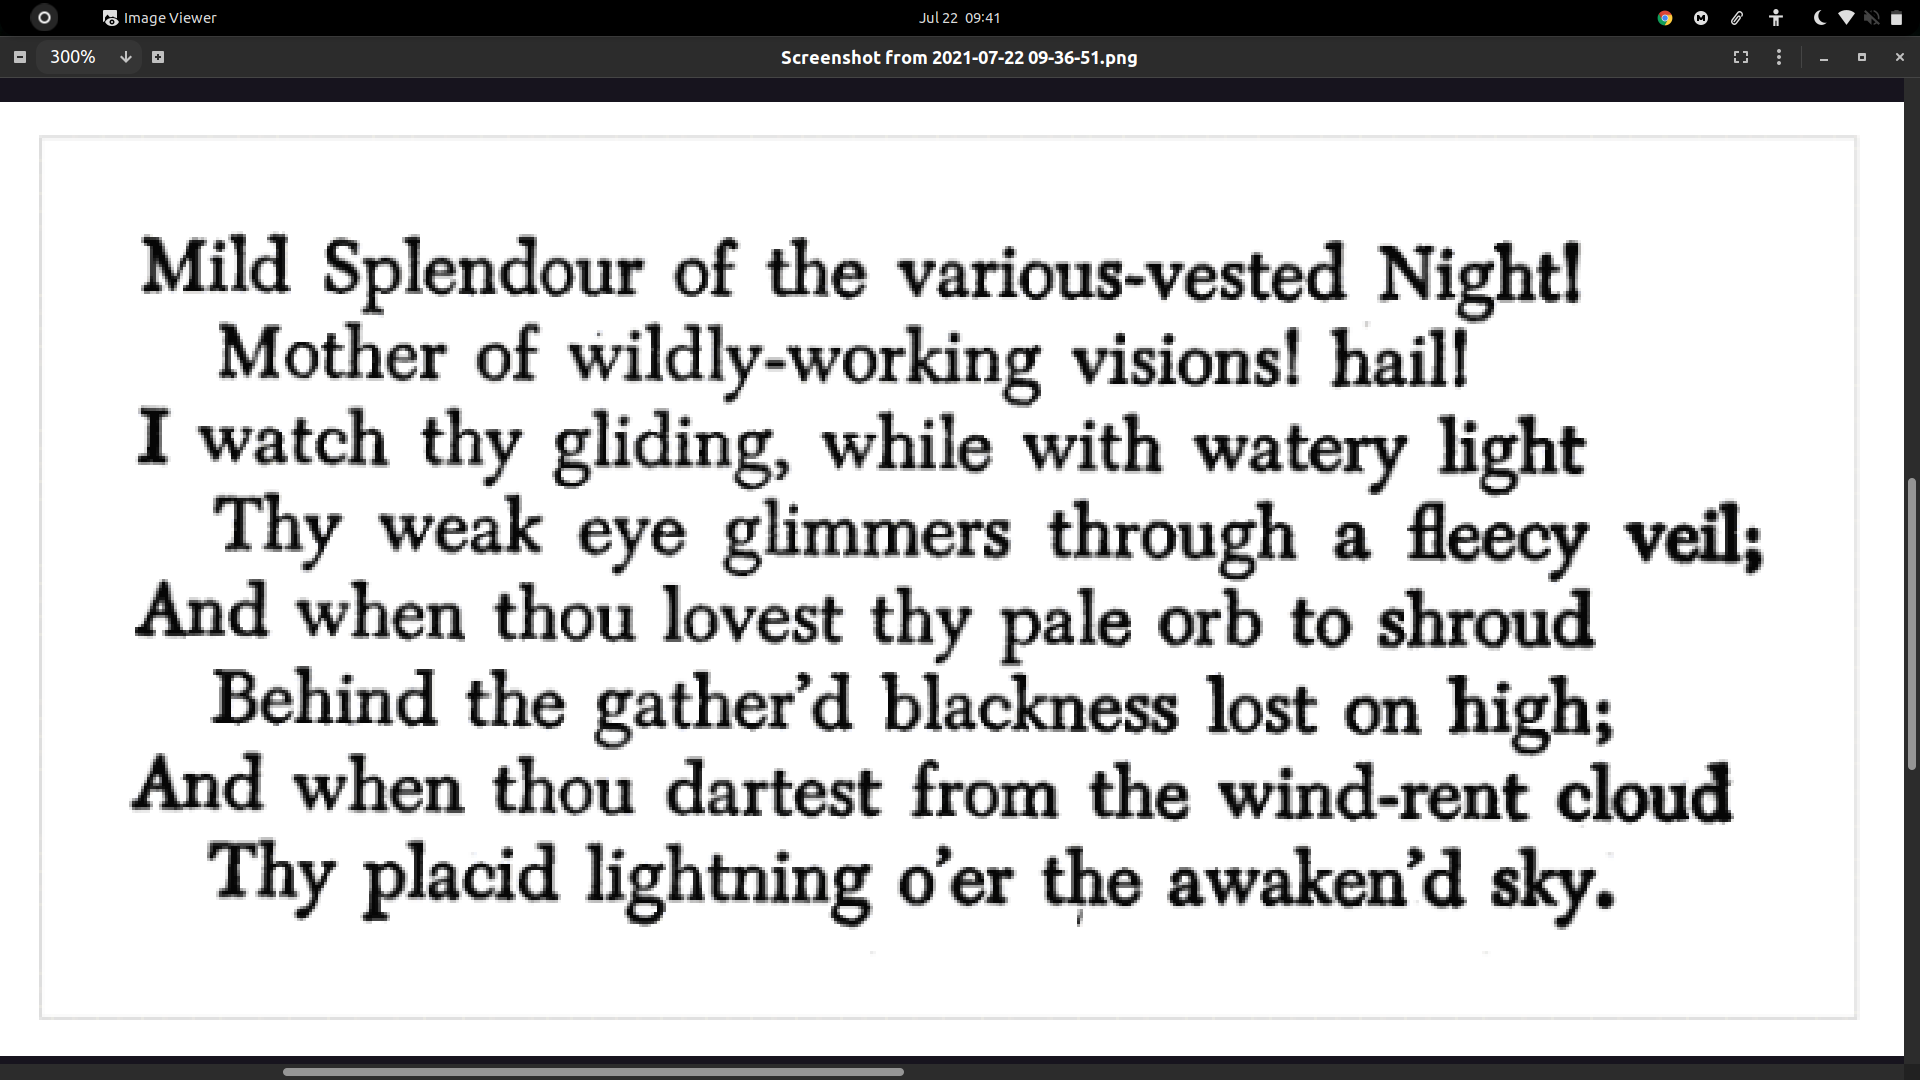 Image Viewer
Jul 22 09:41
300%
Screenshot from 2021-07-22 09-36-51.png
Mild Splendour of the various-vested Night!
Mother of wildly-working visions! hail!
I watch thy gliding, while with watery light
Thy weak eye glimmers through a fleecy veil;
And when thou lovest thy pale orb to shroud
Behind the gather’d blackness lost on high;
And when thou dartest from the wind-rent cloud
Thy placid lightning o’er the awaken’d sky.